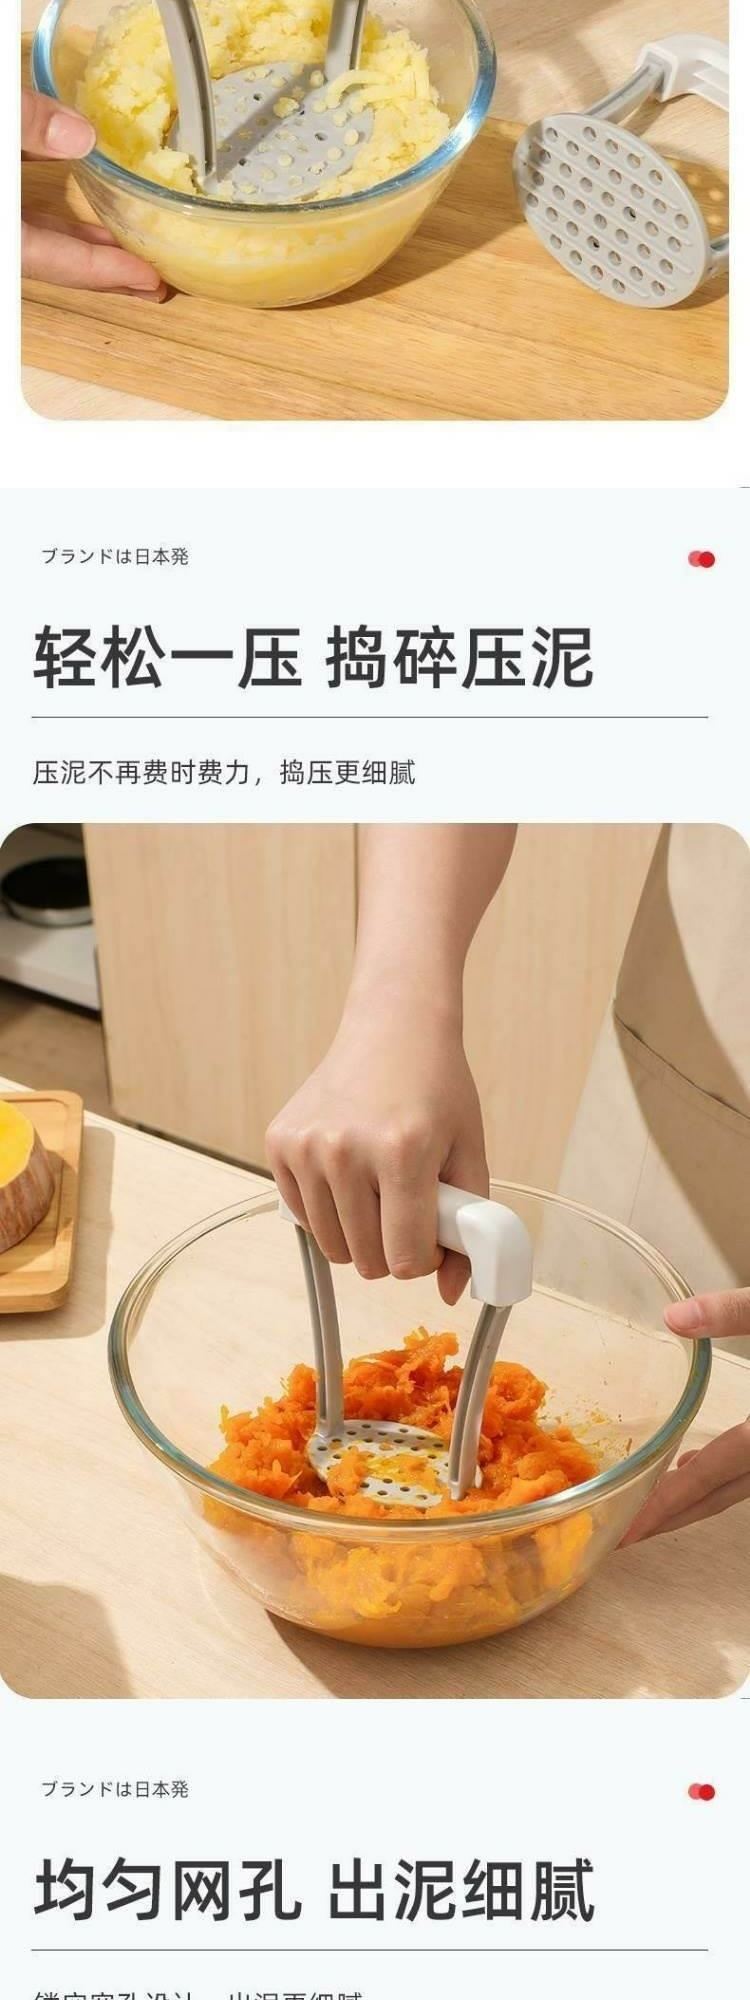 ブランドは日本発
轻松一压 捣碎压泥
压泥不再费时费力，捣压更细腻
ブランドは日本発
均匀网孔 出泥细腻